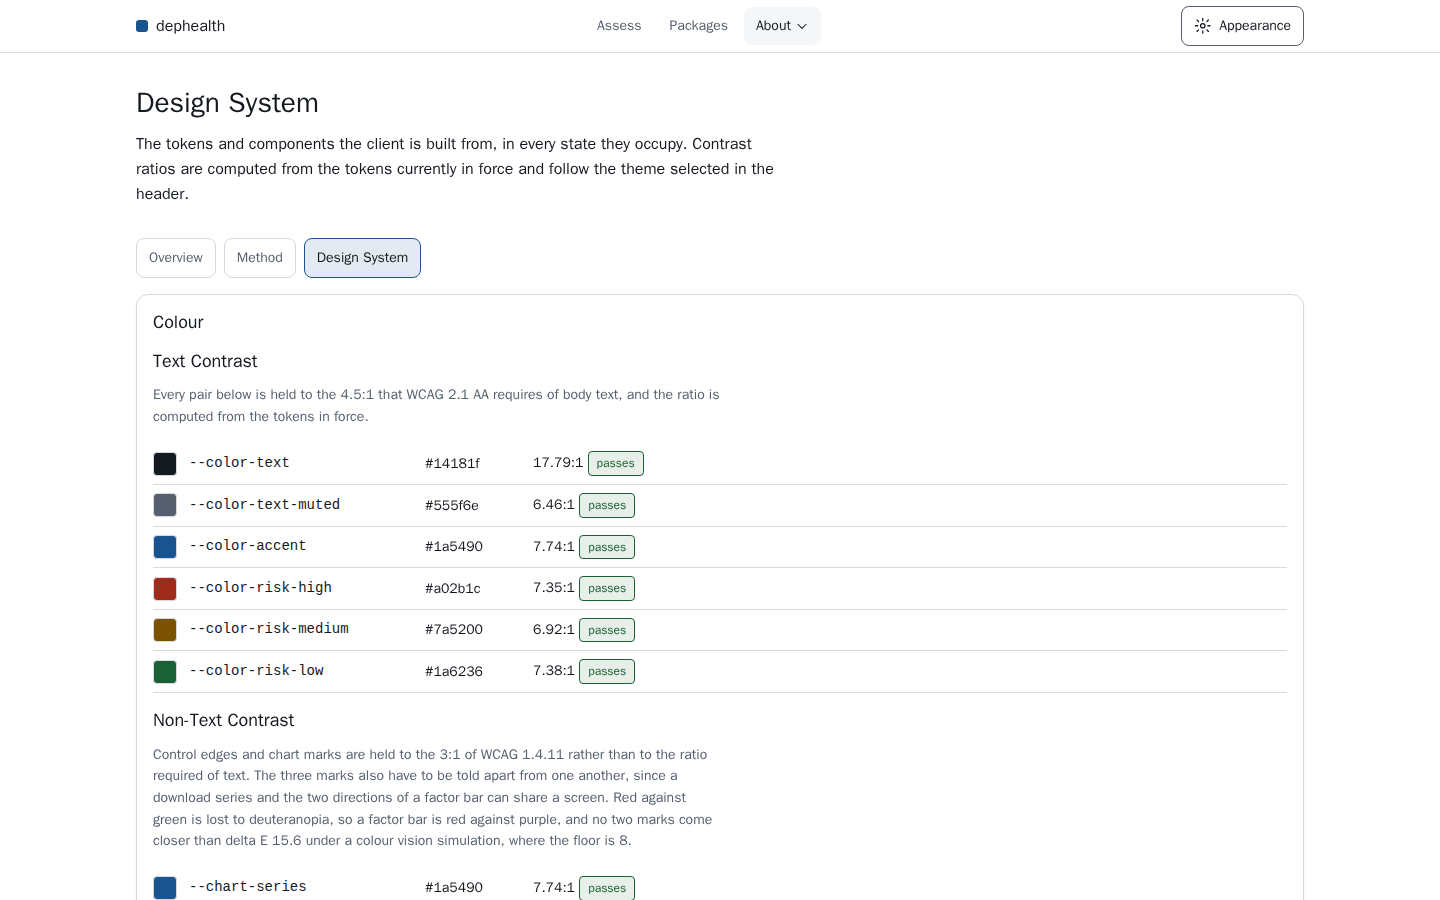 dephealth
Assess
Packages
About
Appearance
Design System
The tokens and components the client is built from, in every state they occupy. Contrast
ratios are computed from the tokens currently in force and follow the theme selected in the
header.
Overview
Method
Design System
Colour
Text Contrast
Every pair below is held to the 4.5:1 that WCAG 2.1 AA requires of body text, and the ratio is
computed from the tokens in force.
--color-text #14181f 17.79:1 passes
--color-text-muted #555f6e 6.46:1 passes
--color-accent #1a5490 7.74:1 passes
--color-risk-high #a02b1c 7.35:1 passes
--color-risk-medium #7a5200 6.92:1 passes
--color-risk-low #1a6236 7.38:1 passes
Non-Text Contrast
Control edges and chart marks are held to the 3:1 of WCAG 1.4.11 rather than to the ratio
required of text. The three marks also have to be told apart from one another, since a
download series and the two directions of a factor bar can share a screen. Red against
green is lost to deuteranopia, so a factor bar is red against purple, and no two marks come
closer than delta E 15.6 under a colour vision simulation, where the floor is 8.
--chart-series #1a5490 7.74:1 passes